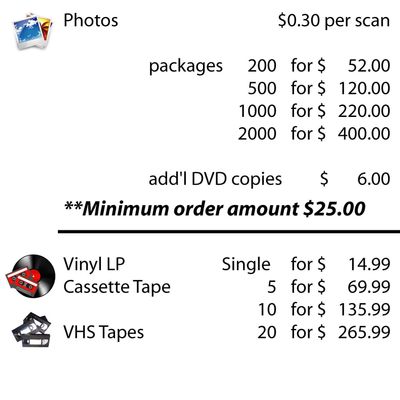 Photos $0.30 per scan
packages 200 for $ 52.00
500 for $ 120.00
1000 for $ 220.00
2000 for $ 400.00
add'l DVD copies $ 6.00
**Minimum order amount $25.00
Vinyl LP Single for $ 14.99
Cassette Tape 5 for $ 69.99
10 for $ 135.99
VHS Tapes 20 for $ 265.99